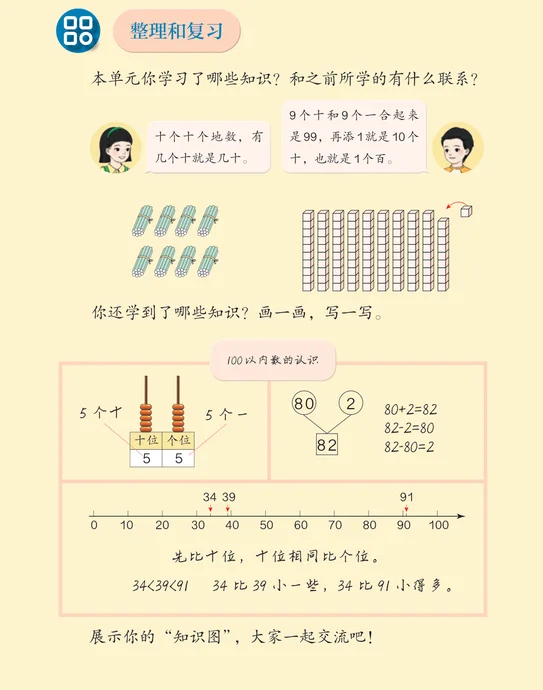 整理和复习
本单元你学习了哪些知识？和之前所学的有什么联系？
十个十个地数，有
几个十就是几十。
9个十和9个一合起来
是99，再添1就是10个
十，也就是1个百。
你还学到了哪些知识？画一画，写一写。
100以内数的认识
5个十
5个一
十位 个位
5 5
80 2
82
80+2=82
82-2=80
82-80=2
34 39 91
0 10 20 30 40 50 60 70 80 90 100
先比十位，十位相同比个位。
34<39<91 34比39小一些，34比91小得多。
展示你的“知识图”，大家一起交流吧！